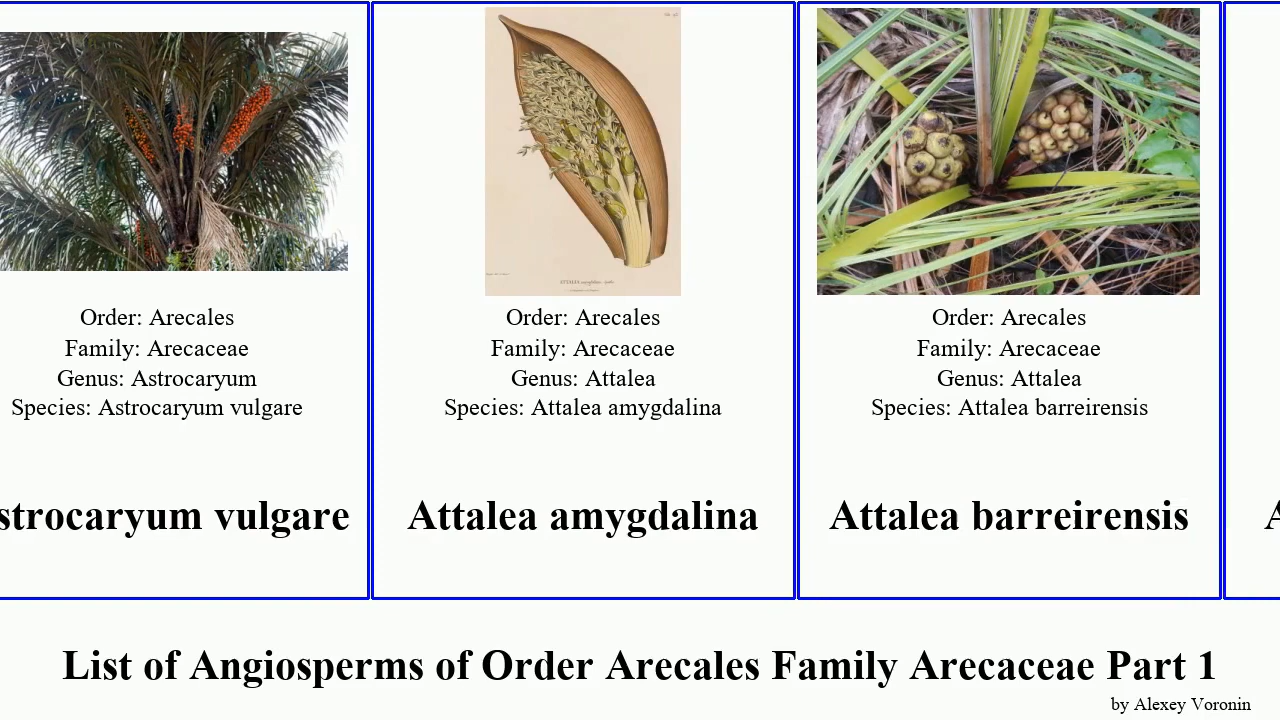 Order: Arecales
Family: Arecaceae
Genus: Astrocaryum
Species: Astrocaryum vulgare
strocaryum vulgare
ATTALEA amygdalina
Order: Arecales
Family: Arecaceae
Genus: Attalea
Species: Attalea amygdalina
Attalea amygdalina
Order: Arecales
Family: Arecaceae
Genus: Attalea
Species: Attalea barreirensis
Attalea barreirensis
A
List of Angiosperms of Order Arecales Family Arecaceae Part 1
by Alexey Voronin